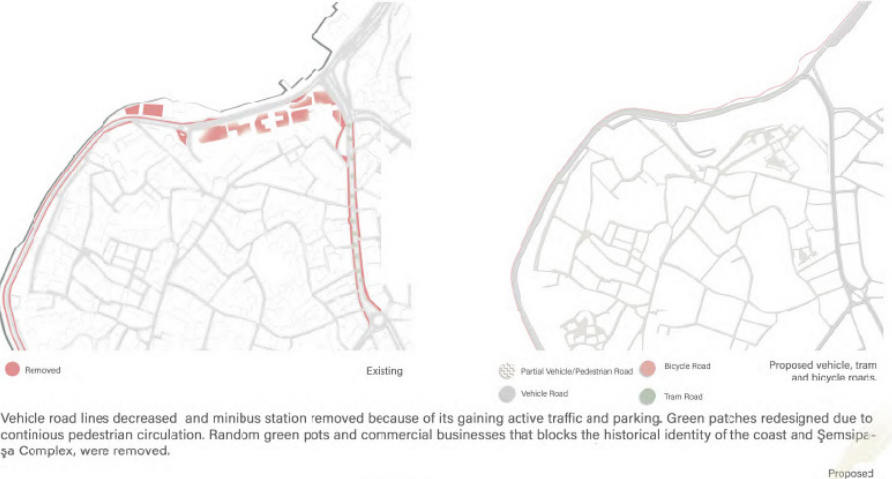 Removed
Existing
Partial Vehicle/Pedestrian Road
Bicycle Road
Proposed vehicle, tram
and bicycle roads.
Vehicle Road
Tram Road
Vehicle road lines decreased and minibus station removed because of its gaining active traffic and parking. Green patches redesigned due to
continious pedestrian circulation. Random green pots and commercial businesses that blocks the historical identity of the coast and Şemsipa-
şa Complex, were removed.
Proposed